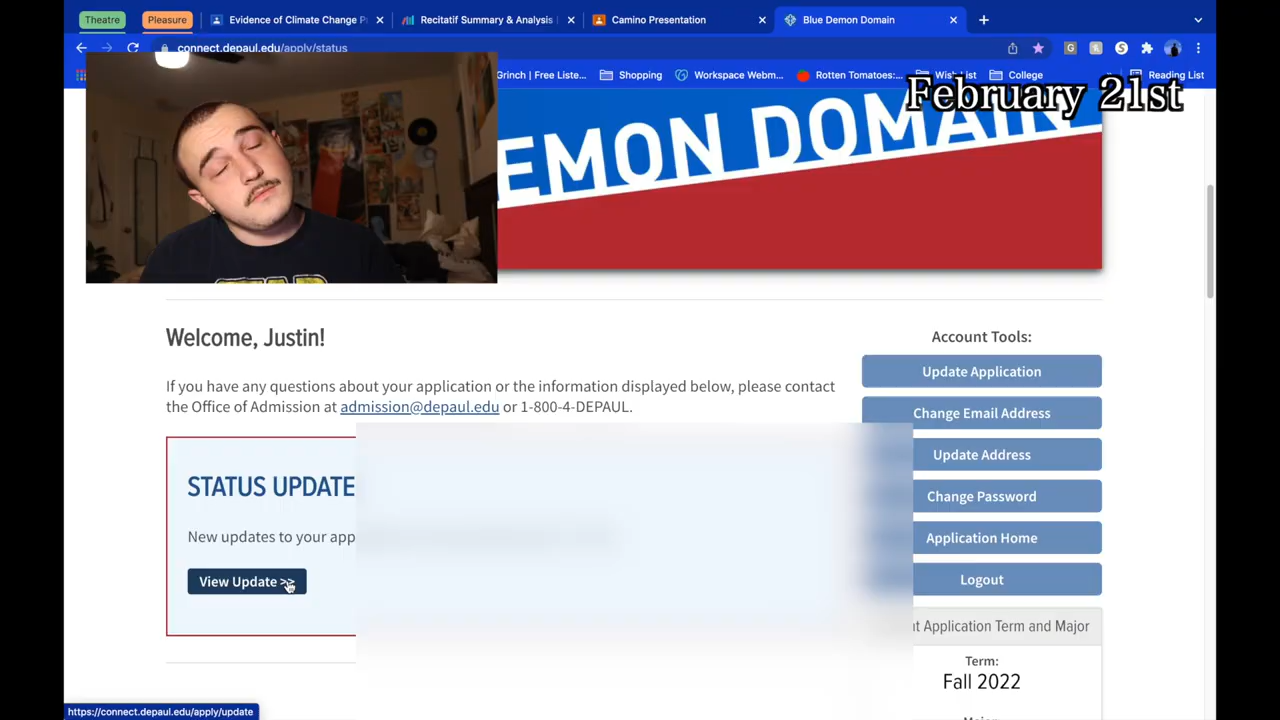 Theatre
Pleasure
Evidence of Climate Change P
Recitatif Summary & Analysis
Camino Presentation
Blue Demon Domain
connect.depaul.edu/apply/status
Grinch | Free Liste...
Shopping
Workspace Webm...
Rotten Tomatoes:...
Wish List
College
Reading List
February 21st
EMON DOMAIN
Welcome, Justin!
If you have any questions about your application or the information displayed below, please contact
the Office of Admission at admission@depaul.edu or 1-800-4-DEPAUL.
STATUS UPDATE
New updates to your app
View Update >>
Account Tools:
Update Application
Change Email Address
Update Address
Change Password
Application Home
Logout
t Application Term and Major
Term:
Fall 2022
https://connect.depaul.edu/apply/update